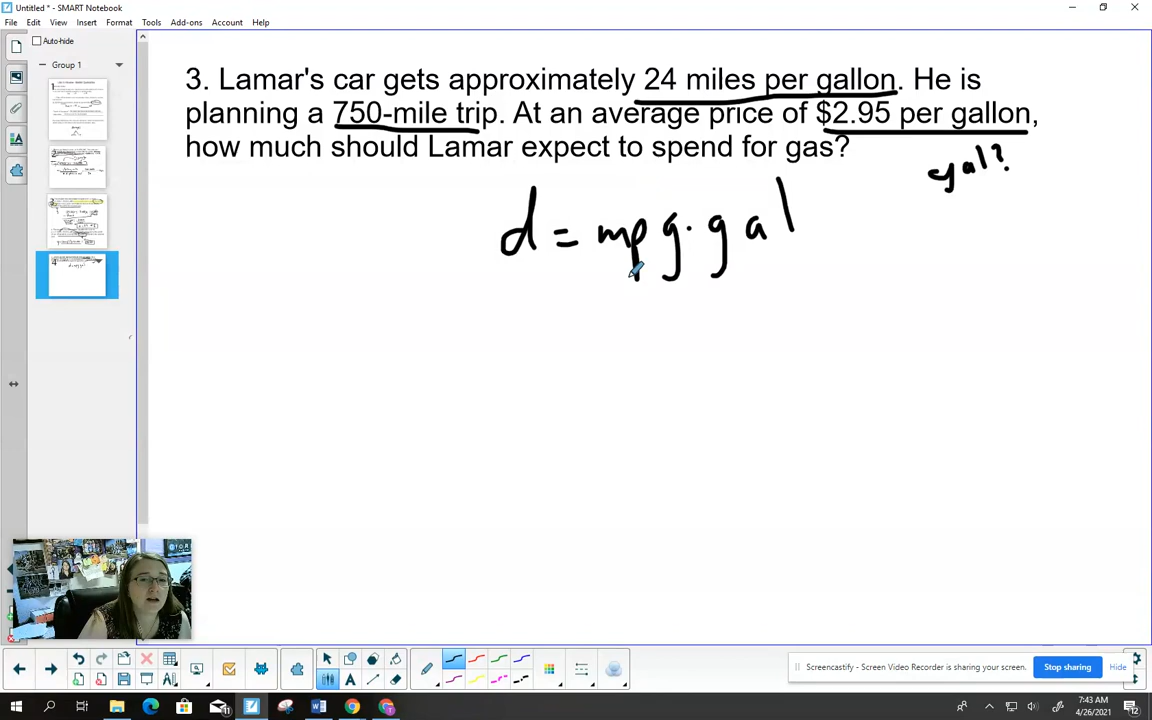 Untitled * - SMART Notebook
File Edit View Insert Format Tools Add-ons Account Help
Auto-hide
Group 1
3. Lamar's car gets approximately 24 miles per gallon. He is
planning a 750-mile trip. At an average price of $2.95 per gallon,
how much should Lamar expect to spend for gas?
gal?
d = mpg · gal
Screencastify - Screen Video Recorder is sharing your screen.
Stop sharing
Hide
7:43 AM
4/26/2021